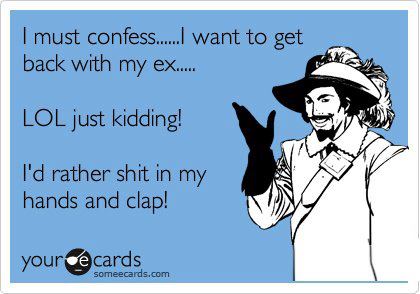 I must confess......I want to get
back with my ex.....
LOL just kidding!
I'd rather shit in my
hands and clap!
your e cards
someecards.com